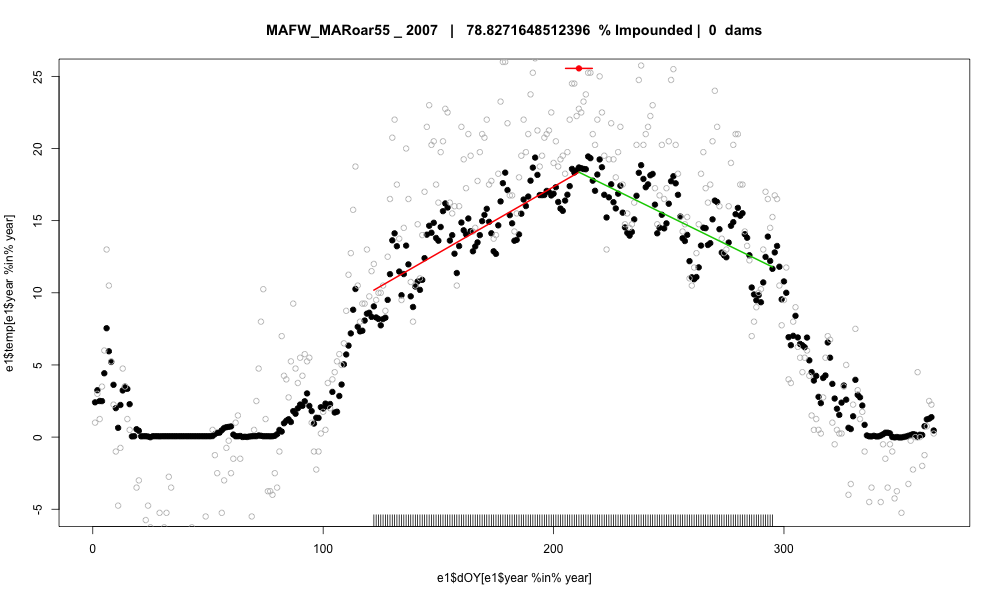 MAFW_MARoar55 _ 2007 | 78.8271648512396 % Impounded | 0 dams
25
20
15
10
5
0
-5
e1$temp[e1$year %in% year]
0 100 200 300
e1$dOY[e1$year %in% year]